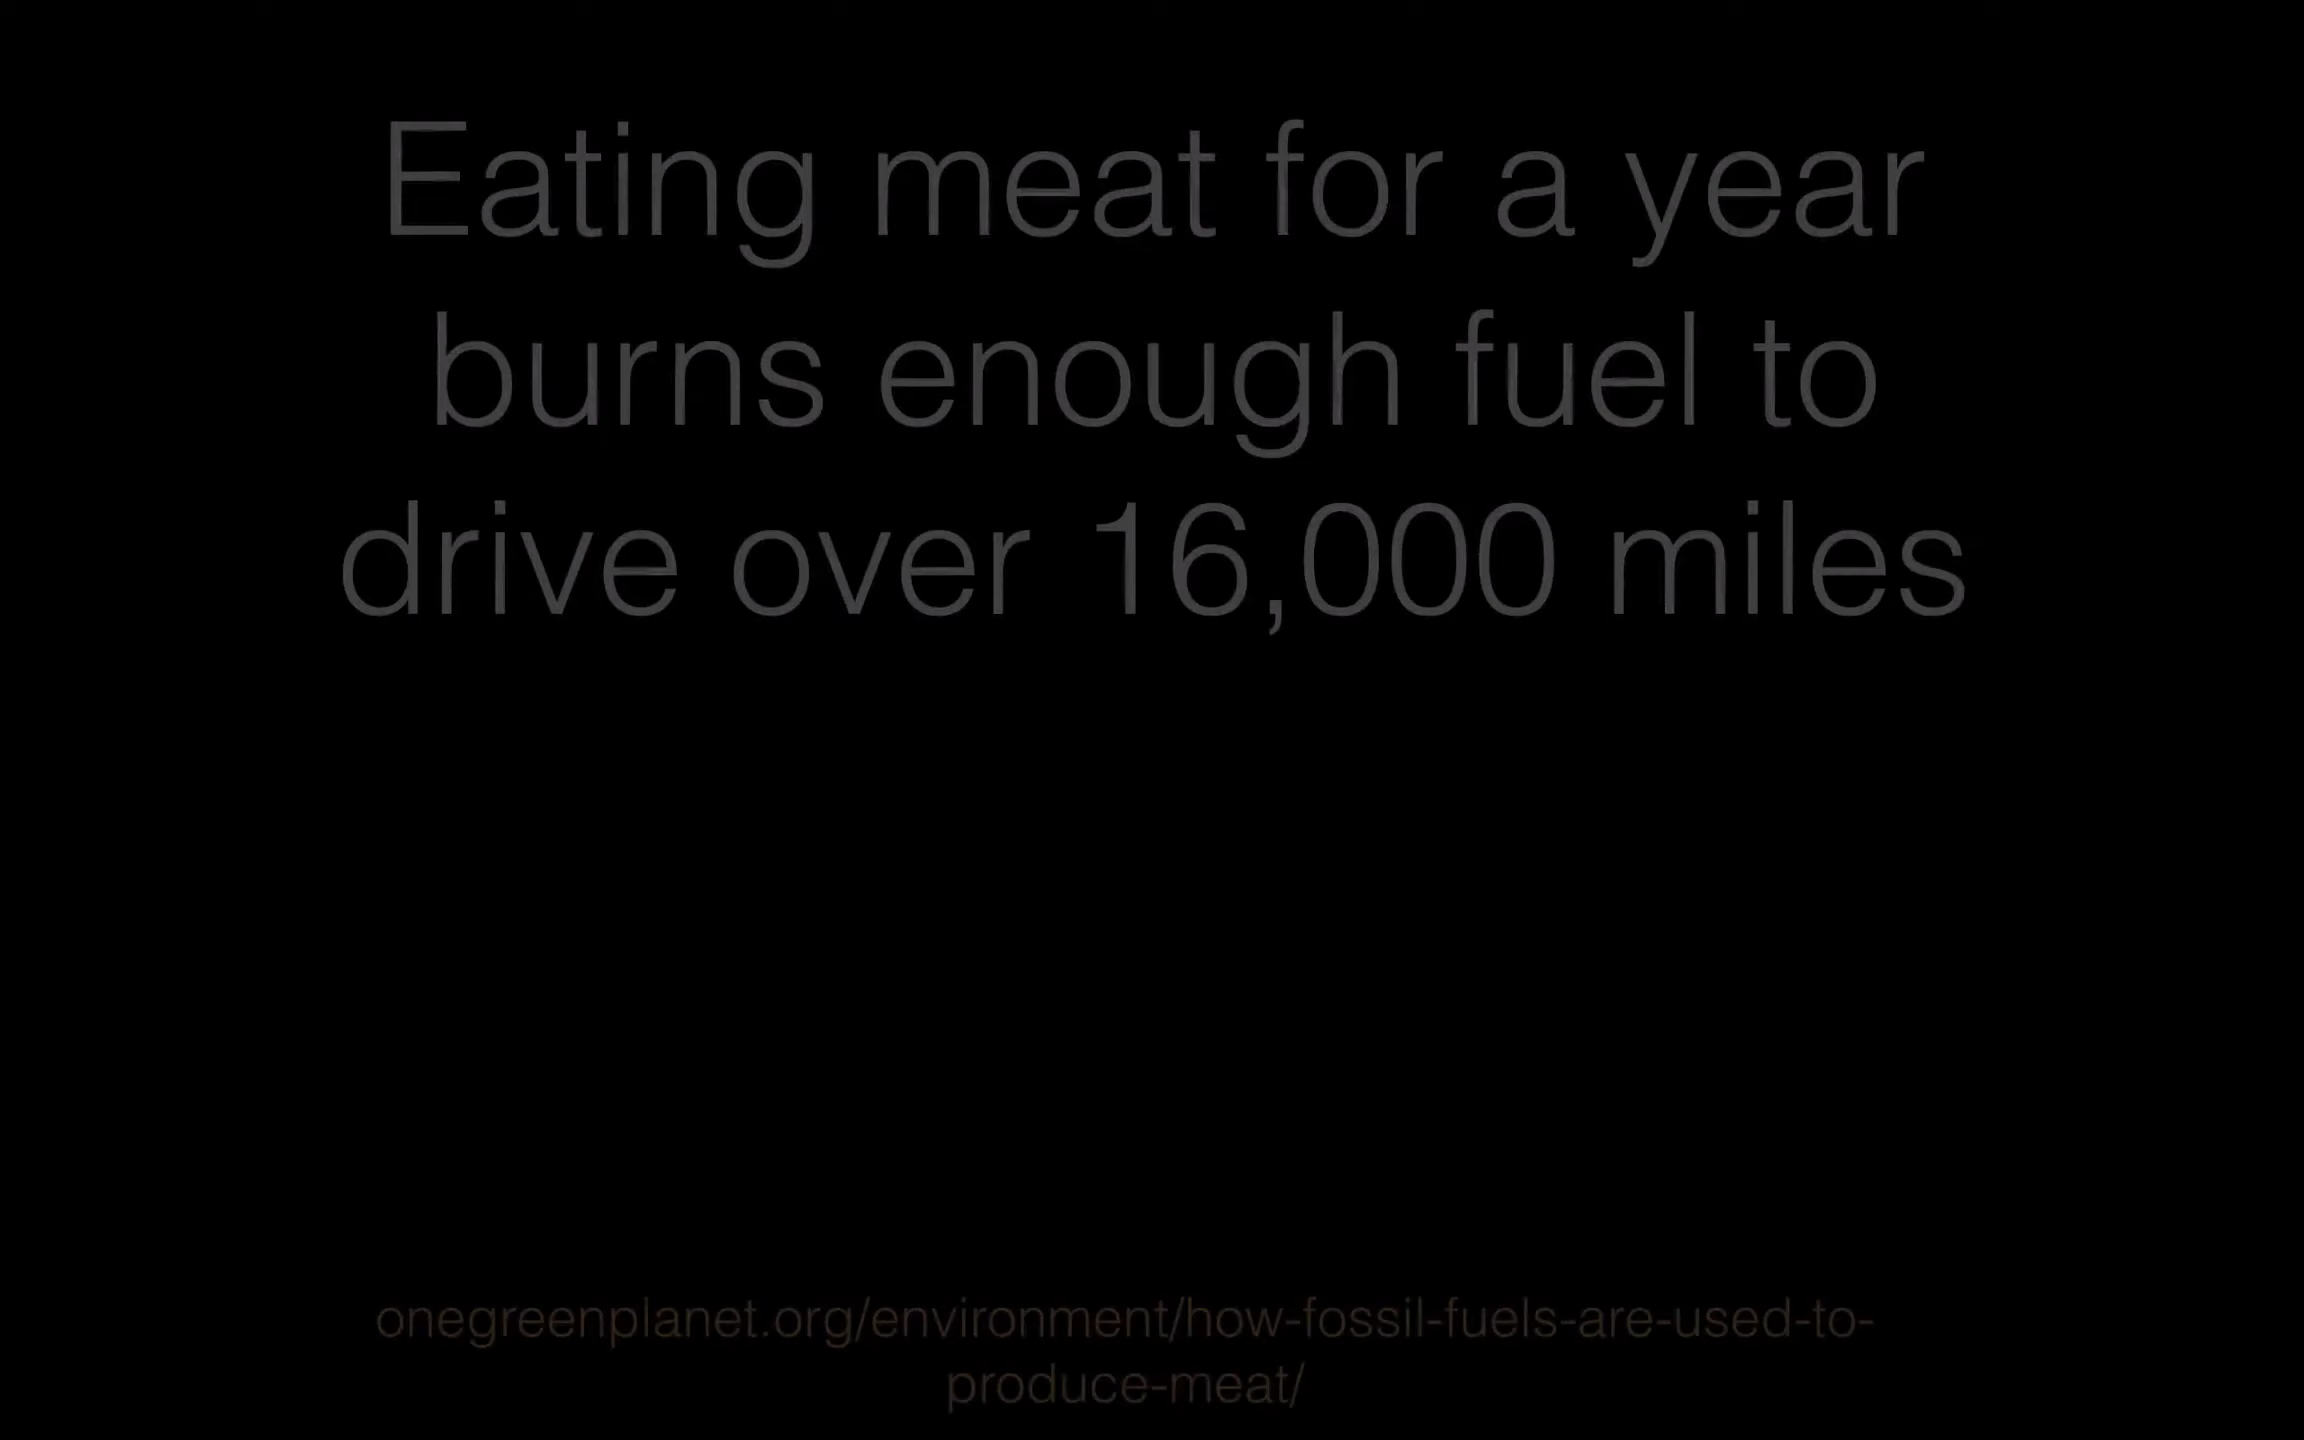 Eating meat for a year
burns enough fuel to
drive over 16,000 miles
onegreenplanet.org/environment/how-fossil-fuels-are-used-to-
produce-meat/